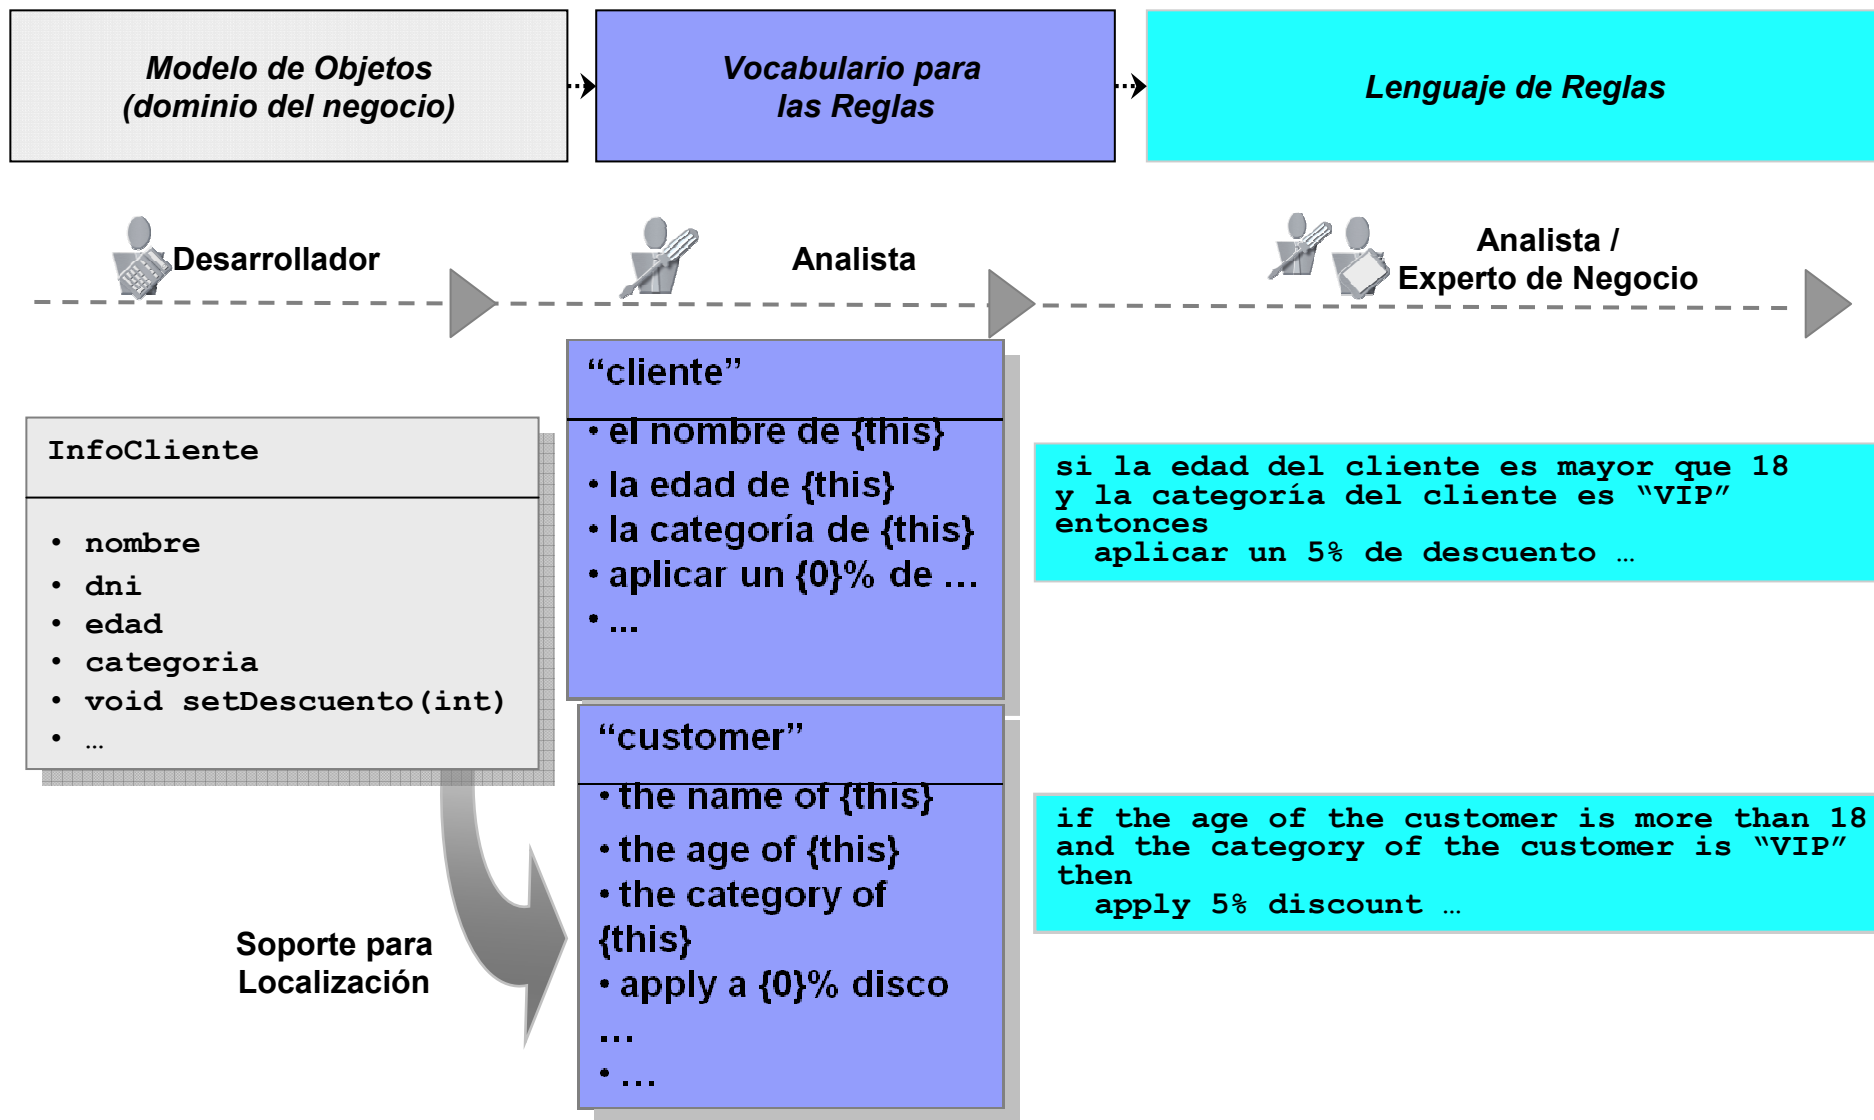 Modelo de Objetos
(dominio del negocio)
Vocabulario para
las Reglas
Lenguaje de Reglas
Desarrollador
Analista
Analista /
Experto de Negocio
InfoCliente
• nombre
• dni
• edad
• categoria
• void setDescuento(int)
• …
“cliente”
• el nombre de {this}
• la edad de {this}
• la categoría de {this}
• aplicar un {0}% de ...
• ...
si la edad del cliente es mayor que 18
y la categoría del cliente es “VIP”
entonces
aplicar un 5% de descuento …
Soporte para
Localización
“customer”
• the name of {this}
• the age of {this}
• the category of
{this}
• apply a {0}% disco
...
• ...
if the age of the customer is more than 18
and the category of the customer is “VIP”
then
apply 5% discount …